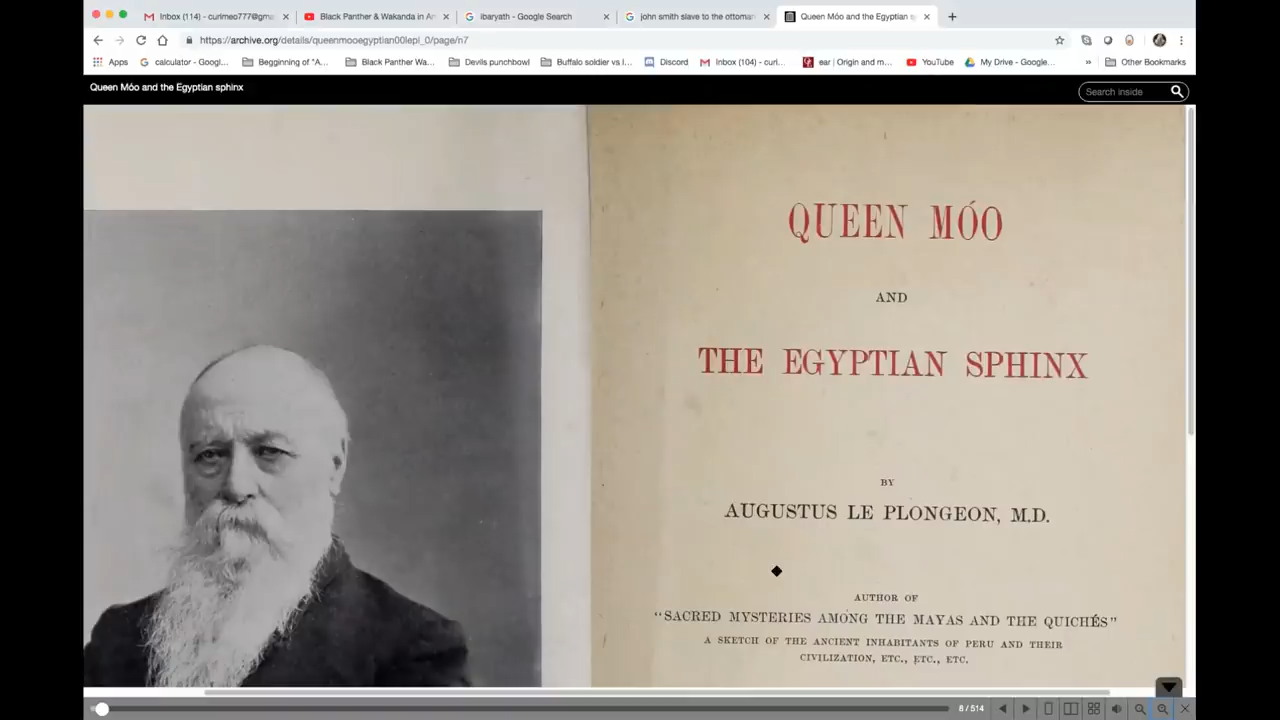 Inbox (114) - curimeo777@gma
Black Panther & Wakanda in An
ibaryath - Google Search
john smith slave to the ottoman
Queen Móo and the Egyptian s
https://archive.org/details/queenmooegyptian00lepl_0/page/n7
Apps
calculator - Googl...
Begginning of "A...
Black Panther Wa...
Devils punchbowl
Buffalo soldier vs I...
Discord
Inbox (104) - curi...
ear | Origin and m...
YouTube
My Drive - Google...
»
Other Bookmarks
Queen Móo and the Egyptian sphinx
Search inside
QUEEN MÓO
AND
THE EGYPTIAN SPHINX
BY
AUGUSTUS LE PLONGEON, M.D.
AUTHOR OF
"SACRED MYSTERIES AMONG THE MAYAS AND THE QUICHÉS"
A SKETCH OF THE ANCIENT INHABITANTS OF PERU AND THEIR
CIVILIZATION, ETC., ETC., ETC.
8 / 514